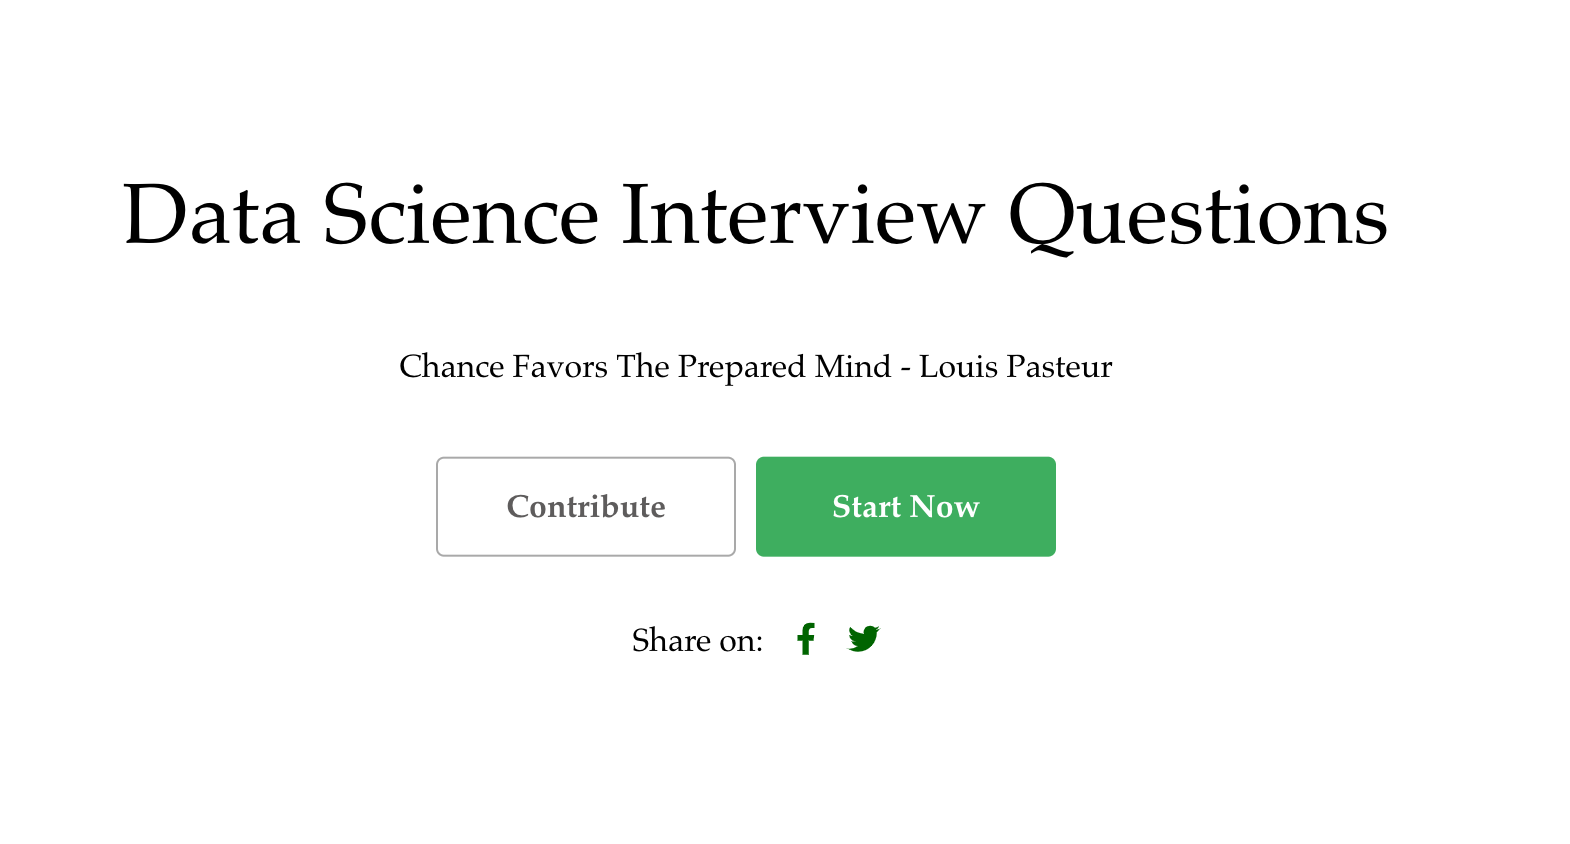 Data Science Interview Questions
Chance Favors The Prepared Mind - Louis Pasteur
Contribute
Start Now
Share on: